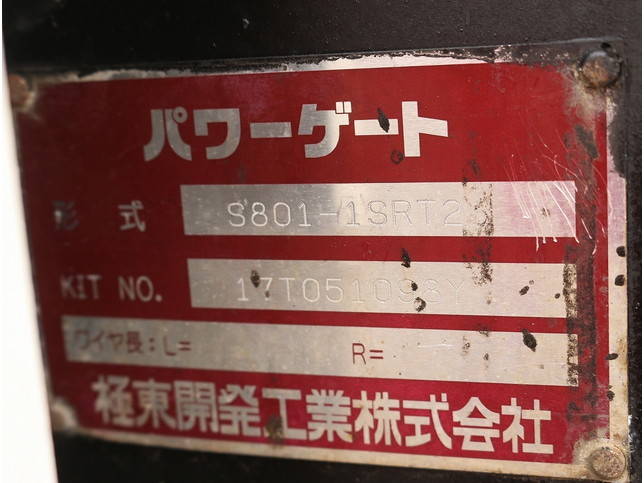 パワーゲート
形 式 S801-1SRT2
KIT NO. 17T051098Y
ワイヤ長:L= R=
極東開発工業株式会社